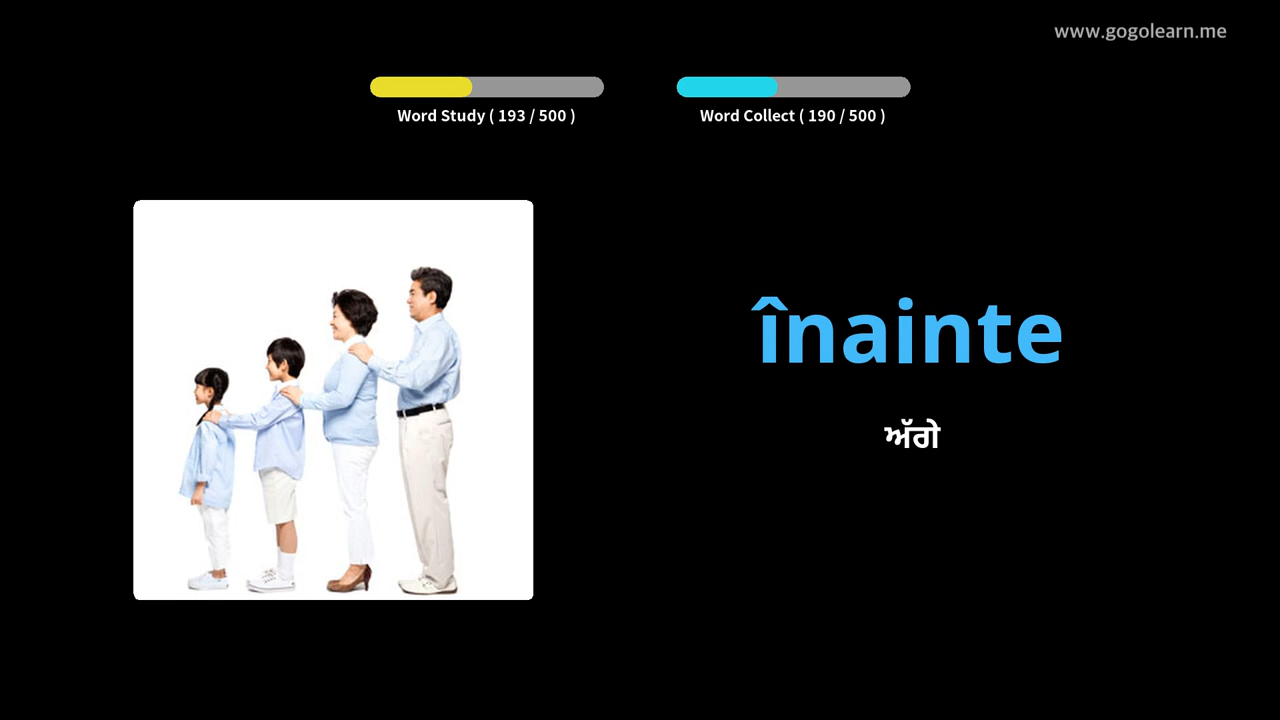 www.gogolearn.me
Word Study ( 193 / 500 )
Word Collect ( 190 / 500 )
înainte
ਅੱਗੇ